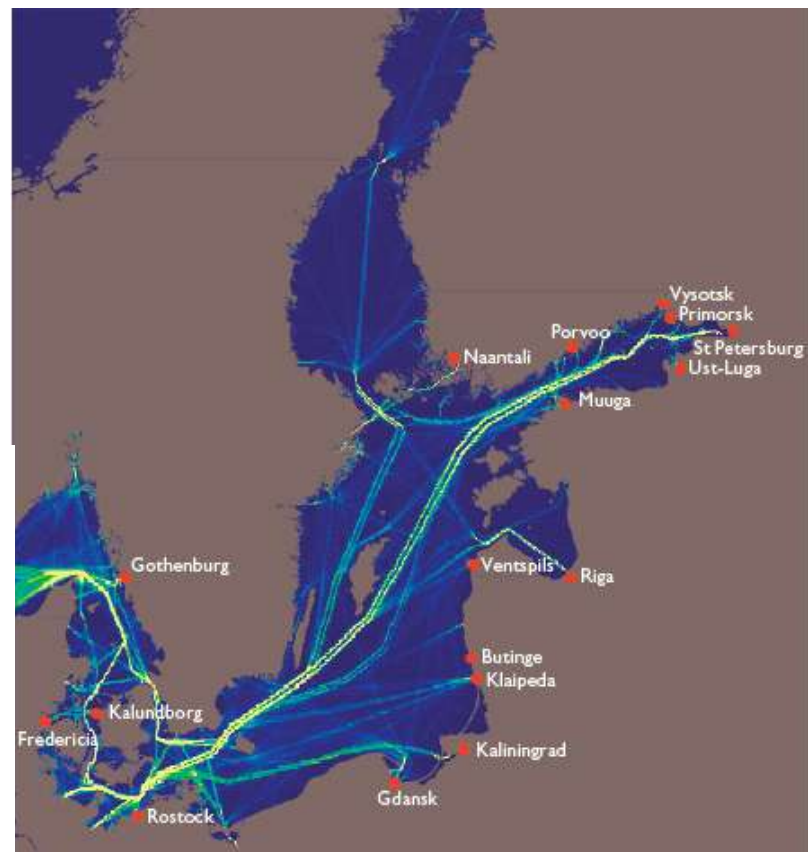 Vysotsk
Primorsk
Porvoo
St Petersburg
Naantali
Ust-Luga
Muuga
Gothenburg
Ventspils
Riga
Butinge
Klaipeda
Kalundborg
Fredericia
Kaliningrad
Gdansk
Rostock